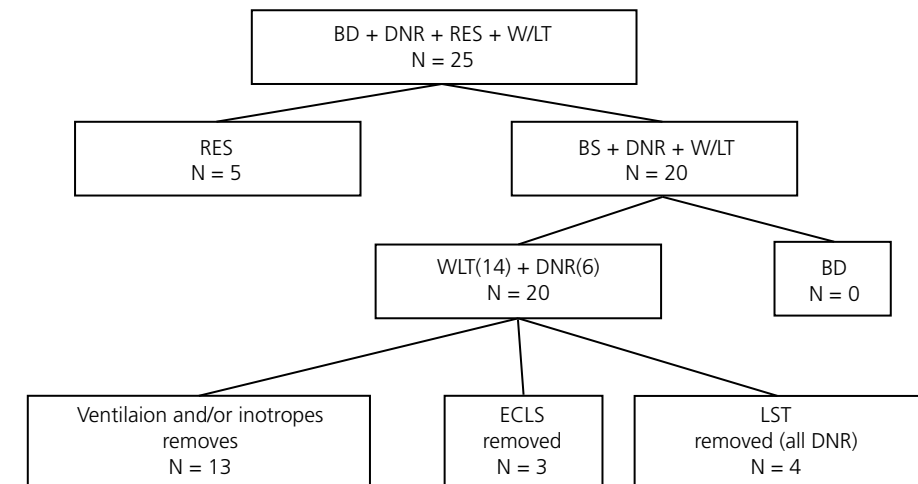 BD + DNR + RES + W/LT
N = 25
RES
N = 5
BS + DNR + W/LT
N = 20
WLT(14) + DNR(6)
N = 20
BD
N = 0
Ventilaion and/or inotropes
removes
N = 13
ECLS
removed
N = 3
LST
removed (all DNR)
N = 4